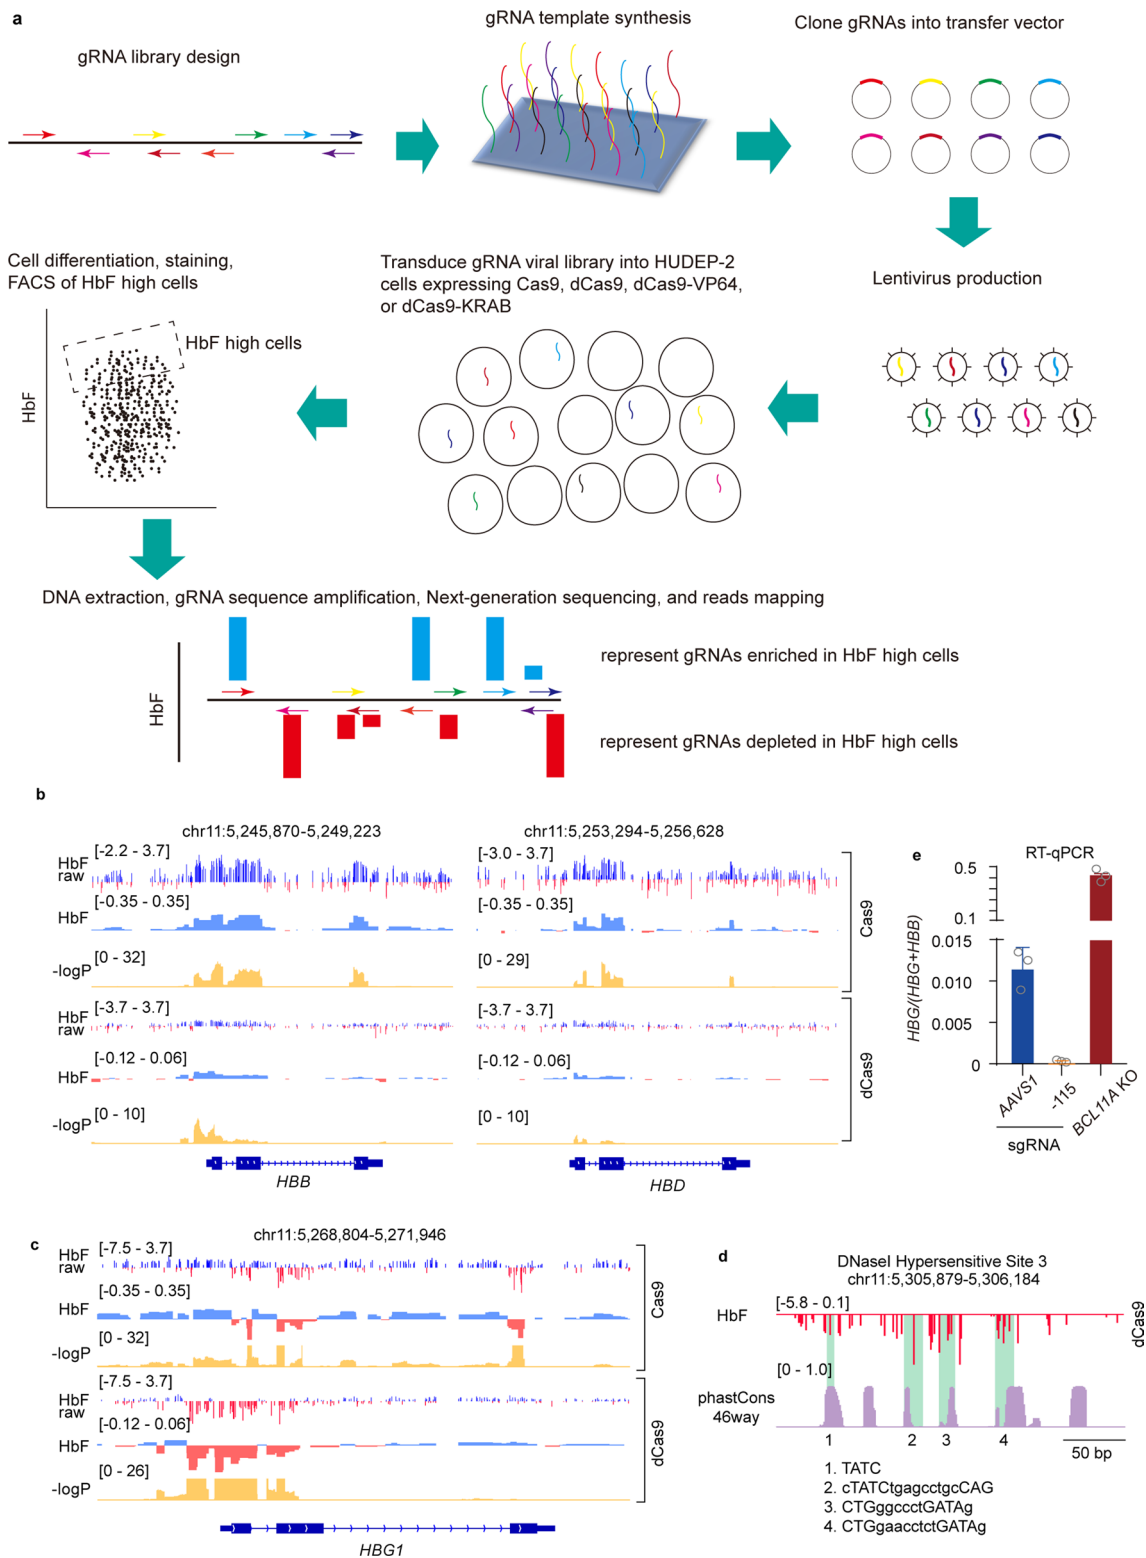 a
gRNA library design
gRNA template synthesis
Clone gRNAs into transfer vector
Cell differentiation, staining,
FACS of HbF high cells
HbF high cells
HbF
Transduce gRNA viral library into HUDEP-2
cells expressing Cas9, dCas9, dCas9-VP64,
or dCas9-KRAB
Lentivirus production
DNA extraction, gRNA sequence amplification, Next-generation sequencing, and reads mapping
HbF
represent gRNAs enriched in HbF high cells
represent gRNAs depleted in HbF high cells
b
chr11:5,245,870-5,249,223
chr11:5,253,294-5,256,628
HbF
raw
[-2.2 - 3.7]
[-3.0 - 3.7]
HbF
[-0.35 - 0.35]
[-0.35 - 0.35]
-logP
[0 - 32]
[0 - 29]
Cas9
HbF
raw
[-3.7 - 3.7]
[-3.7 - 3.7]
HbF
[-0.12 - 0.06]
[-0.12 - 0.06]
-logP
[0 - 10]
[0 - 10]
dCas9
HBB
HBD
e
RT-qPCR
HBG/(HBG+HBB)
0.5
0.1
0.015
0.010
0.005
0
AAVS1
-115
BCL11A KO
sgRNA
c
chr11:5,268,804-5,271,946
HbF
raw
[-7.5 - 3.7]
HbF
[-0.35 - 0.35]
-logP
[0 - 32]
Cas9
HbF
raw
[-7.5 - 3.7]
HbF
[-0.12 - 0.06]
-logP
[0 - 26]
dCas9
HBG1
d
DNaseI Hypersensitive Site 3
chr11:5,305,879-5,306,184
HbF
[-5.8 - 0.1]
dCas9
[0 - 1.0]
phastCons
46way
1 2 3 4
50 bp
1. TATC
2. cTATCtgagcctgcCAG
3. CTGggccctGATAg
4. CTGgaacctctGATAg